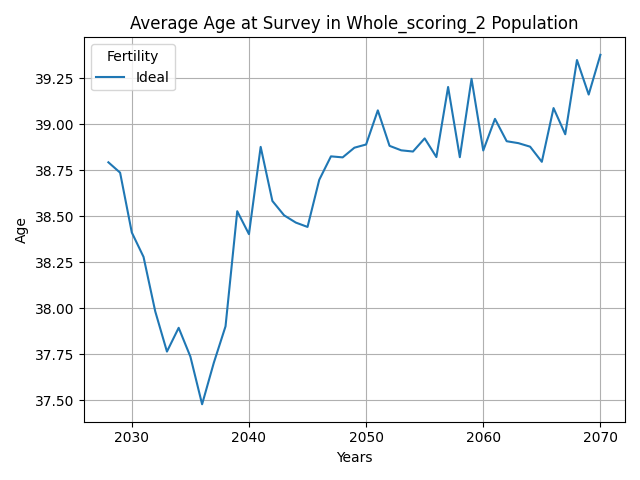 Average Age at Survey in Whole_scoring_2 Population
Fertility
Ideal
39.25
39.00
38.75
38.50
38.25
38.00
37.75
37.50
Age
2030 2040 2050 2060 2070
Years